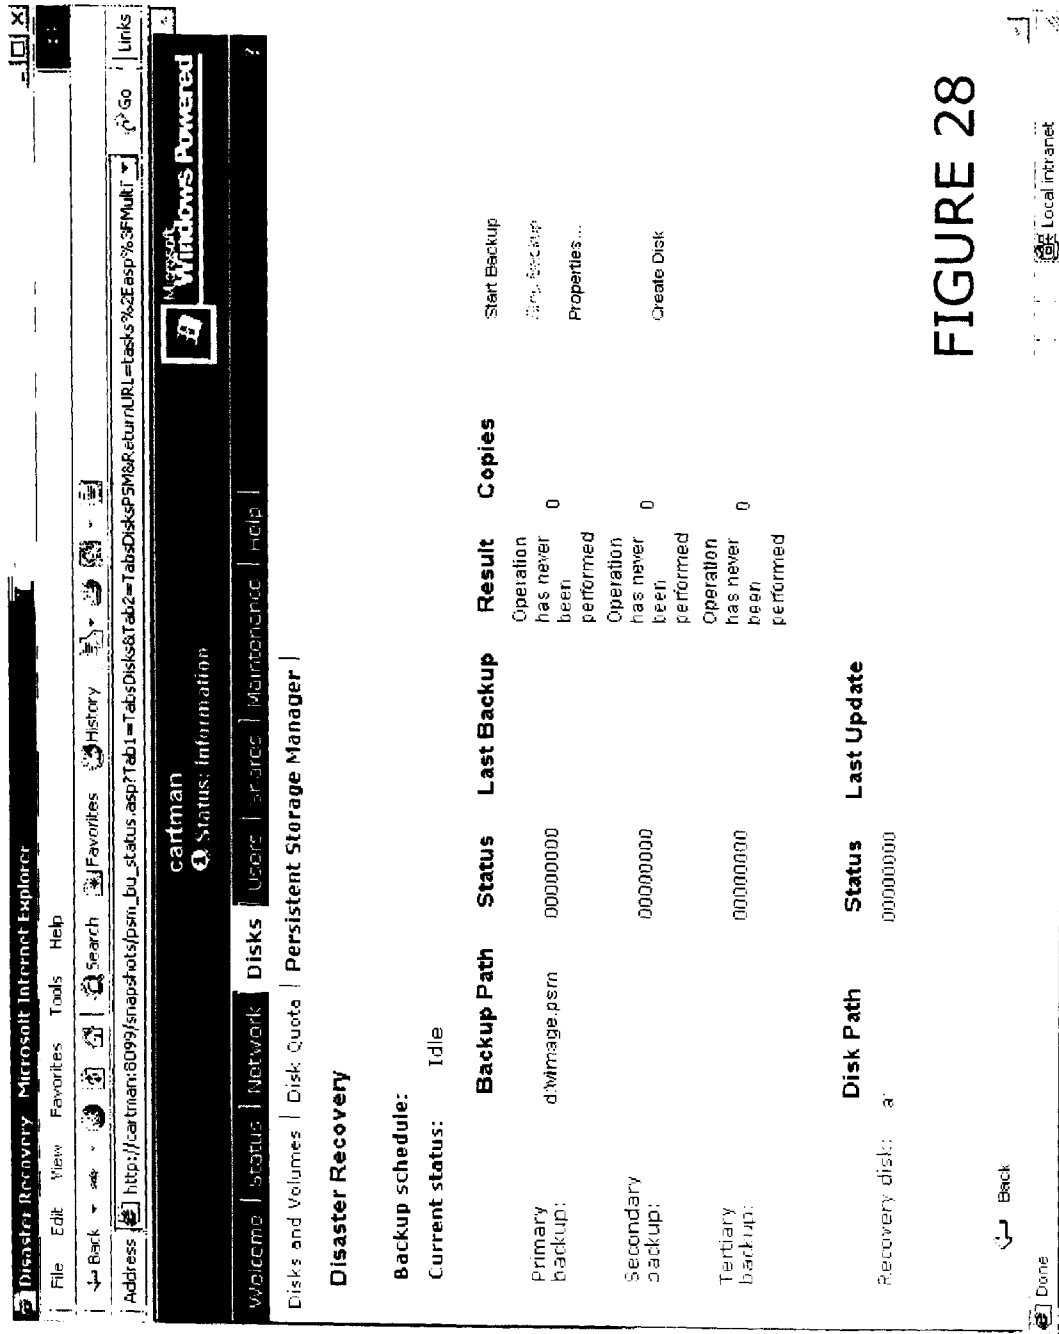 Disaster Recovery Microsoft Internet Explorer
File Edit View Favorites Tools Help
Back Search Favorites History
Address http://cartman:8099/snapshots/psm_bu_status.asp?Tab1=TabsDisks&Tab2=TabsDisksPSM&ReturnURL=tasks%2Easp%3FMulti Go Links
cartman
Status: Information
Microsoft
Windows Powered
Welcome | Status | Network | Disks | Users | Shares | Maintenance | Help | ?
Disks and Volumes | Disk Quota | Persistent Storage Manager |
Disaster Recovery
Backup schedule:
Current status: Idle
Backup Path Status Last Backup Result Copies
Start Backup
Stop Backup
Properties...
Create Disk
Primary backup: 00000000 Operation has never been performed 0
Secondary backup: 00000000 Operation has never been performed 0
Tertiary backup: 00000000 Operation has never been performed 0
Disk Path Status Last Update
Recovery disk: a: 00000000
Back
FIGURE 28
Done Local intranet